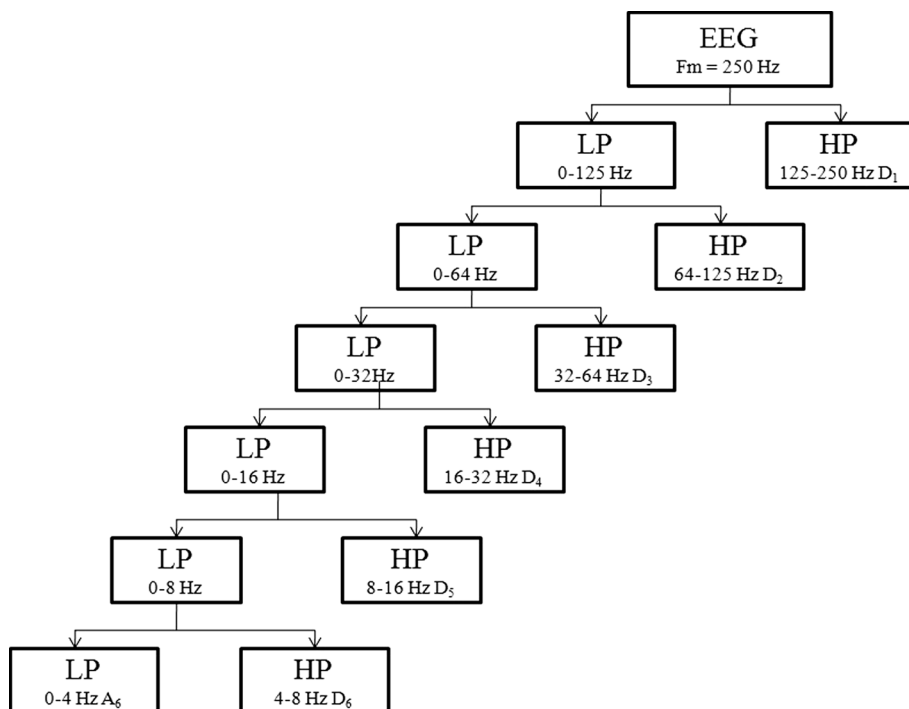 EEG
Fm = 250 Hz
LP
0-125 Hz
HP
125-250 Hz D₁
LP
0-64 Hz
HP
64-125 Hz D₂
LP
0-32Hz
HP
32-64 Hz D₃
LP
0-16 Hz
HP
16-32 Hz D₄
LP
0-8 Hz
HP
8-16 Hz D₅
LP
0-4 Hz A₆
HP
4-8 Hz D₆